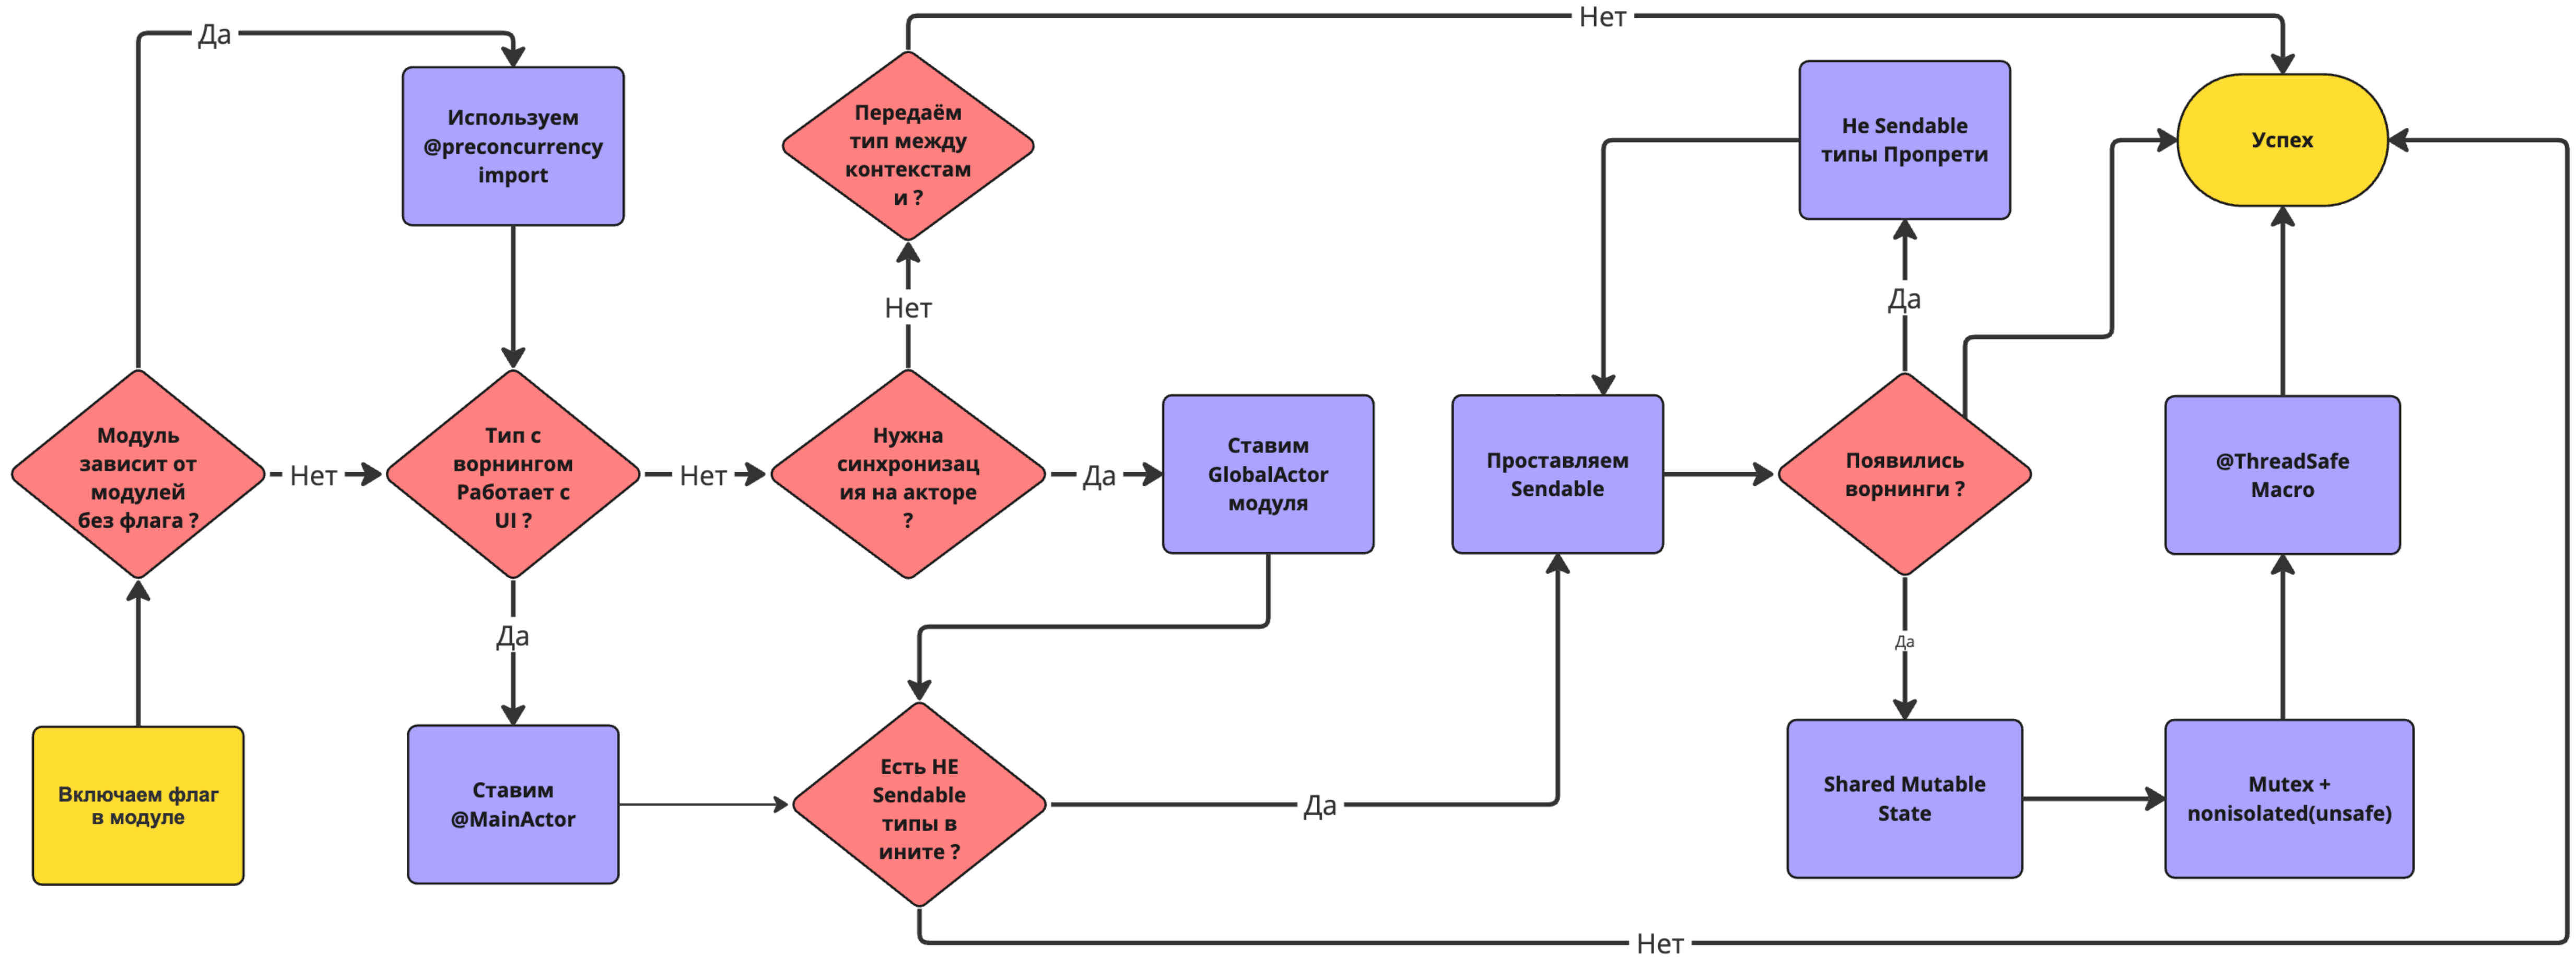 Да
Нет
Используем
@preconcurrency
import
Передаём
тип между
контекстам
и ?
Не Sendable
типы Пропрети
Успех
Нет
Да
Модуль
зависит от
модулей
без флага ?
Нет
Тип с
ворнингом
Работает с
UI ?
Нет
Нужна
синхронизац
ия на акторе
?
Да
Ставим
GlobalActor
модуля
Проставляем
Sendable
Появились
ворнинги ?
@ThreadSafe
Macro
Да
Да
Включаем флаг
в модуле
Ставим
@MainActor
Есть НЕ
Sendable
типы в
ините ?
Да
Shared Mutable
State
Mutex +
nonisolated(unsafe)
Нет